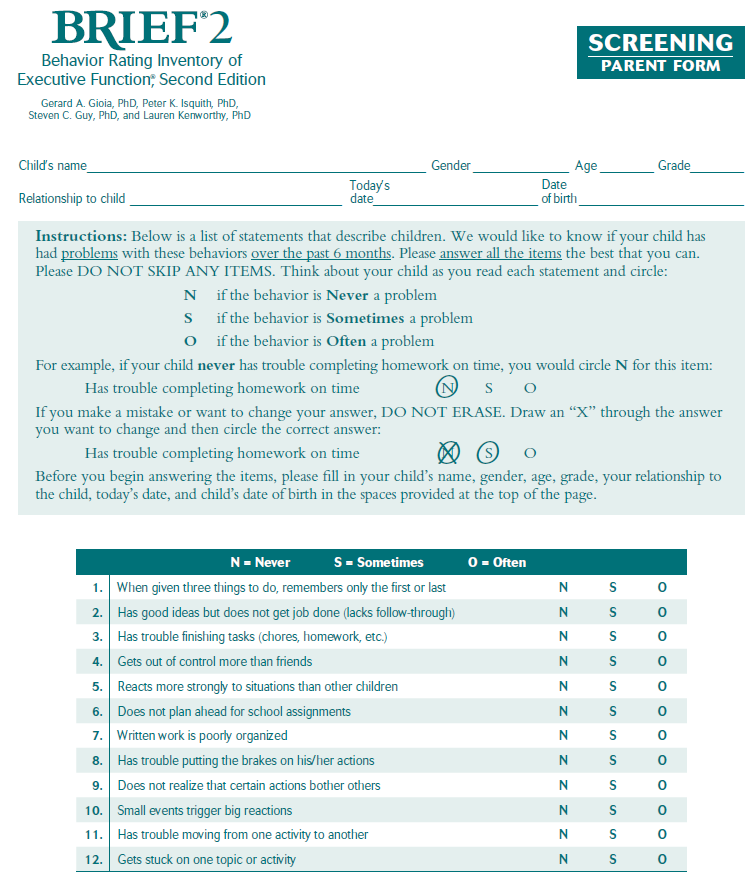 BRIEF®2
Behavior Rating Inventory of
Executive Function®, Second Edition
Gerard A. Gioia, PhD, Peter K. Isquith, PhD,
Steven C. Guy, PhD, and Lauren Kenworthy, PhD
SCREENING
PARENT FORM
Child's name Gender Age Grade
Relationship to child Today's date Date of birth
Instructions: Below is a list of statements that describe children. We would like to know if your child has
had problems with these behaviors over the past 6 months. Please answer all the items the best that you can.
Please DO NOT SKIP ANY ITEMS. Think about your child as you read each statement and circle:
N if the behavior is Never a problem
S if the behavior is Sometimes a problem
O if the behavior is Often a problem
For example, if your child never has trouble completing homework on time, you would circle N for this item:
Has trouble completing homework on time N S O
If you make a mistake or want to change your answer, DO NOT ERASE. Draw an “X” through the answer
you want to change and then circle the correct answer:
Has trouble completing homework on time N S O
Before you begin answering the items, please fill in your child's name, gender, age, grade, your relationship to
the child, today's date, and child's date of birth in the spaces provided at the top of the page.
N = Never S = Sometimes O = Often
1. When given three things to do, remembers only the first or last N S O
2. Has good ideas but does not get job done (lacks follow-through) N S O
3. Has trouble finishing tasks (chores, homework, etc.) N S O
4. Gets out of control more than friends N S O
5. Reacts more strongly to situations than other children N S O
6. Does not plan ahead for school assignments N S O
7. Written work is poorly organized N S O
8. Has trouble putting the brakes on his/her actions N S O
9. Does not realize that certain actions bother others N S O
10. Small events trigger big reactions N S O
11. Has trouble moving from one activity to another N S O
12. Gets stuck on one topic or activity N S O